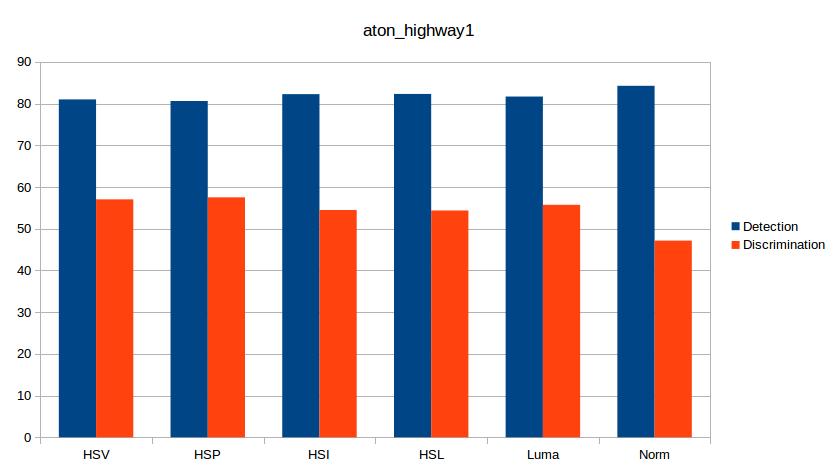 aton_highway1
90
80
70
60
50
40
30
20
10
0
HSV HSP HSI HSL Luma Norm
Detection
Discrimination